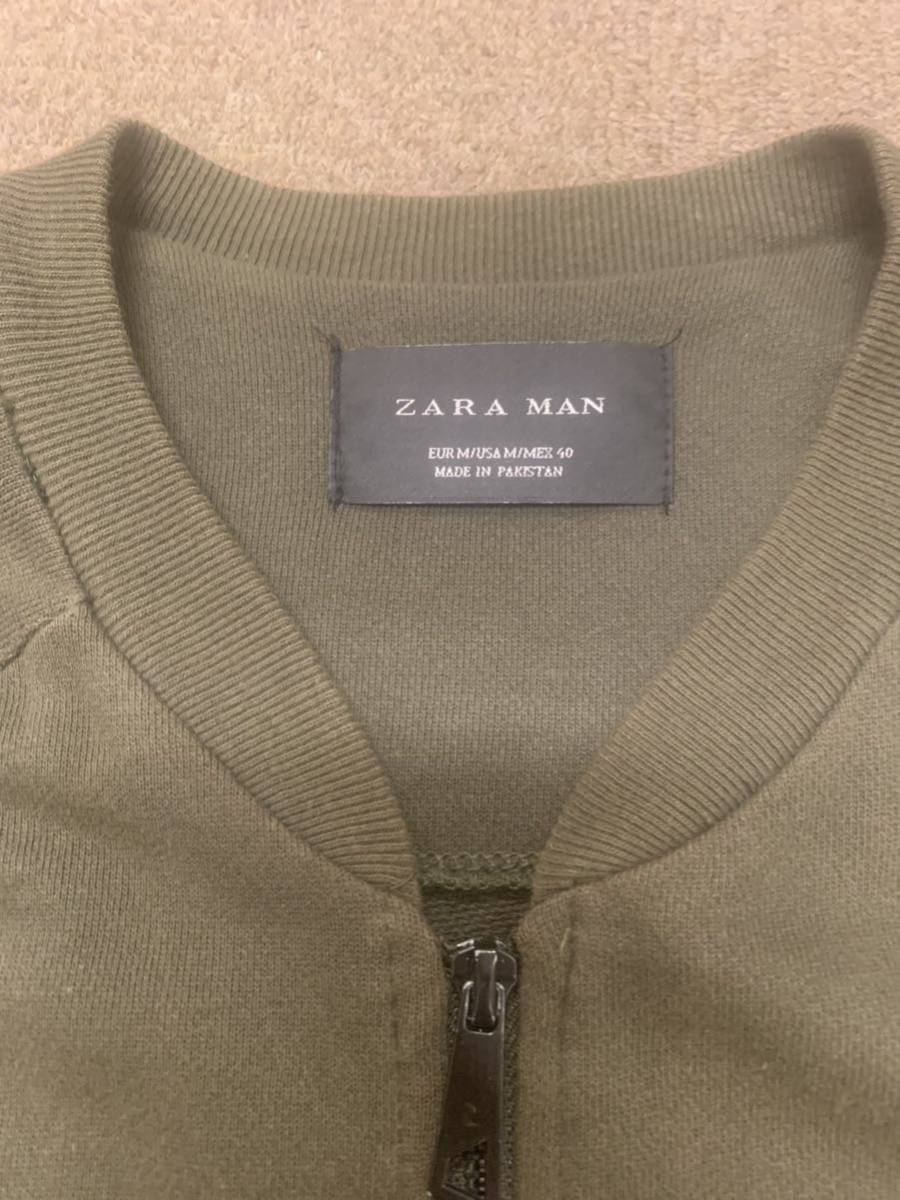 ZARA MAN
EUR M/USA M/MEX 40
MADE IN PAKISTAN